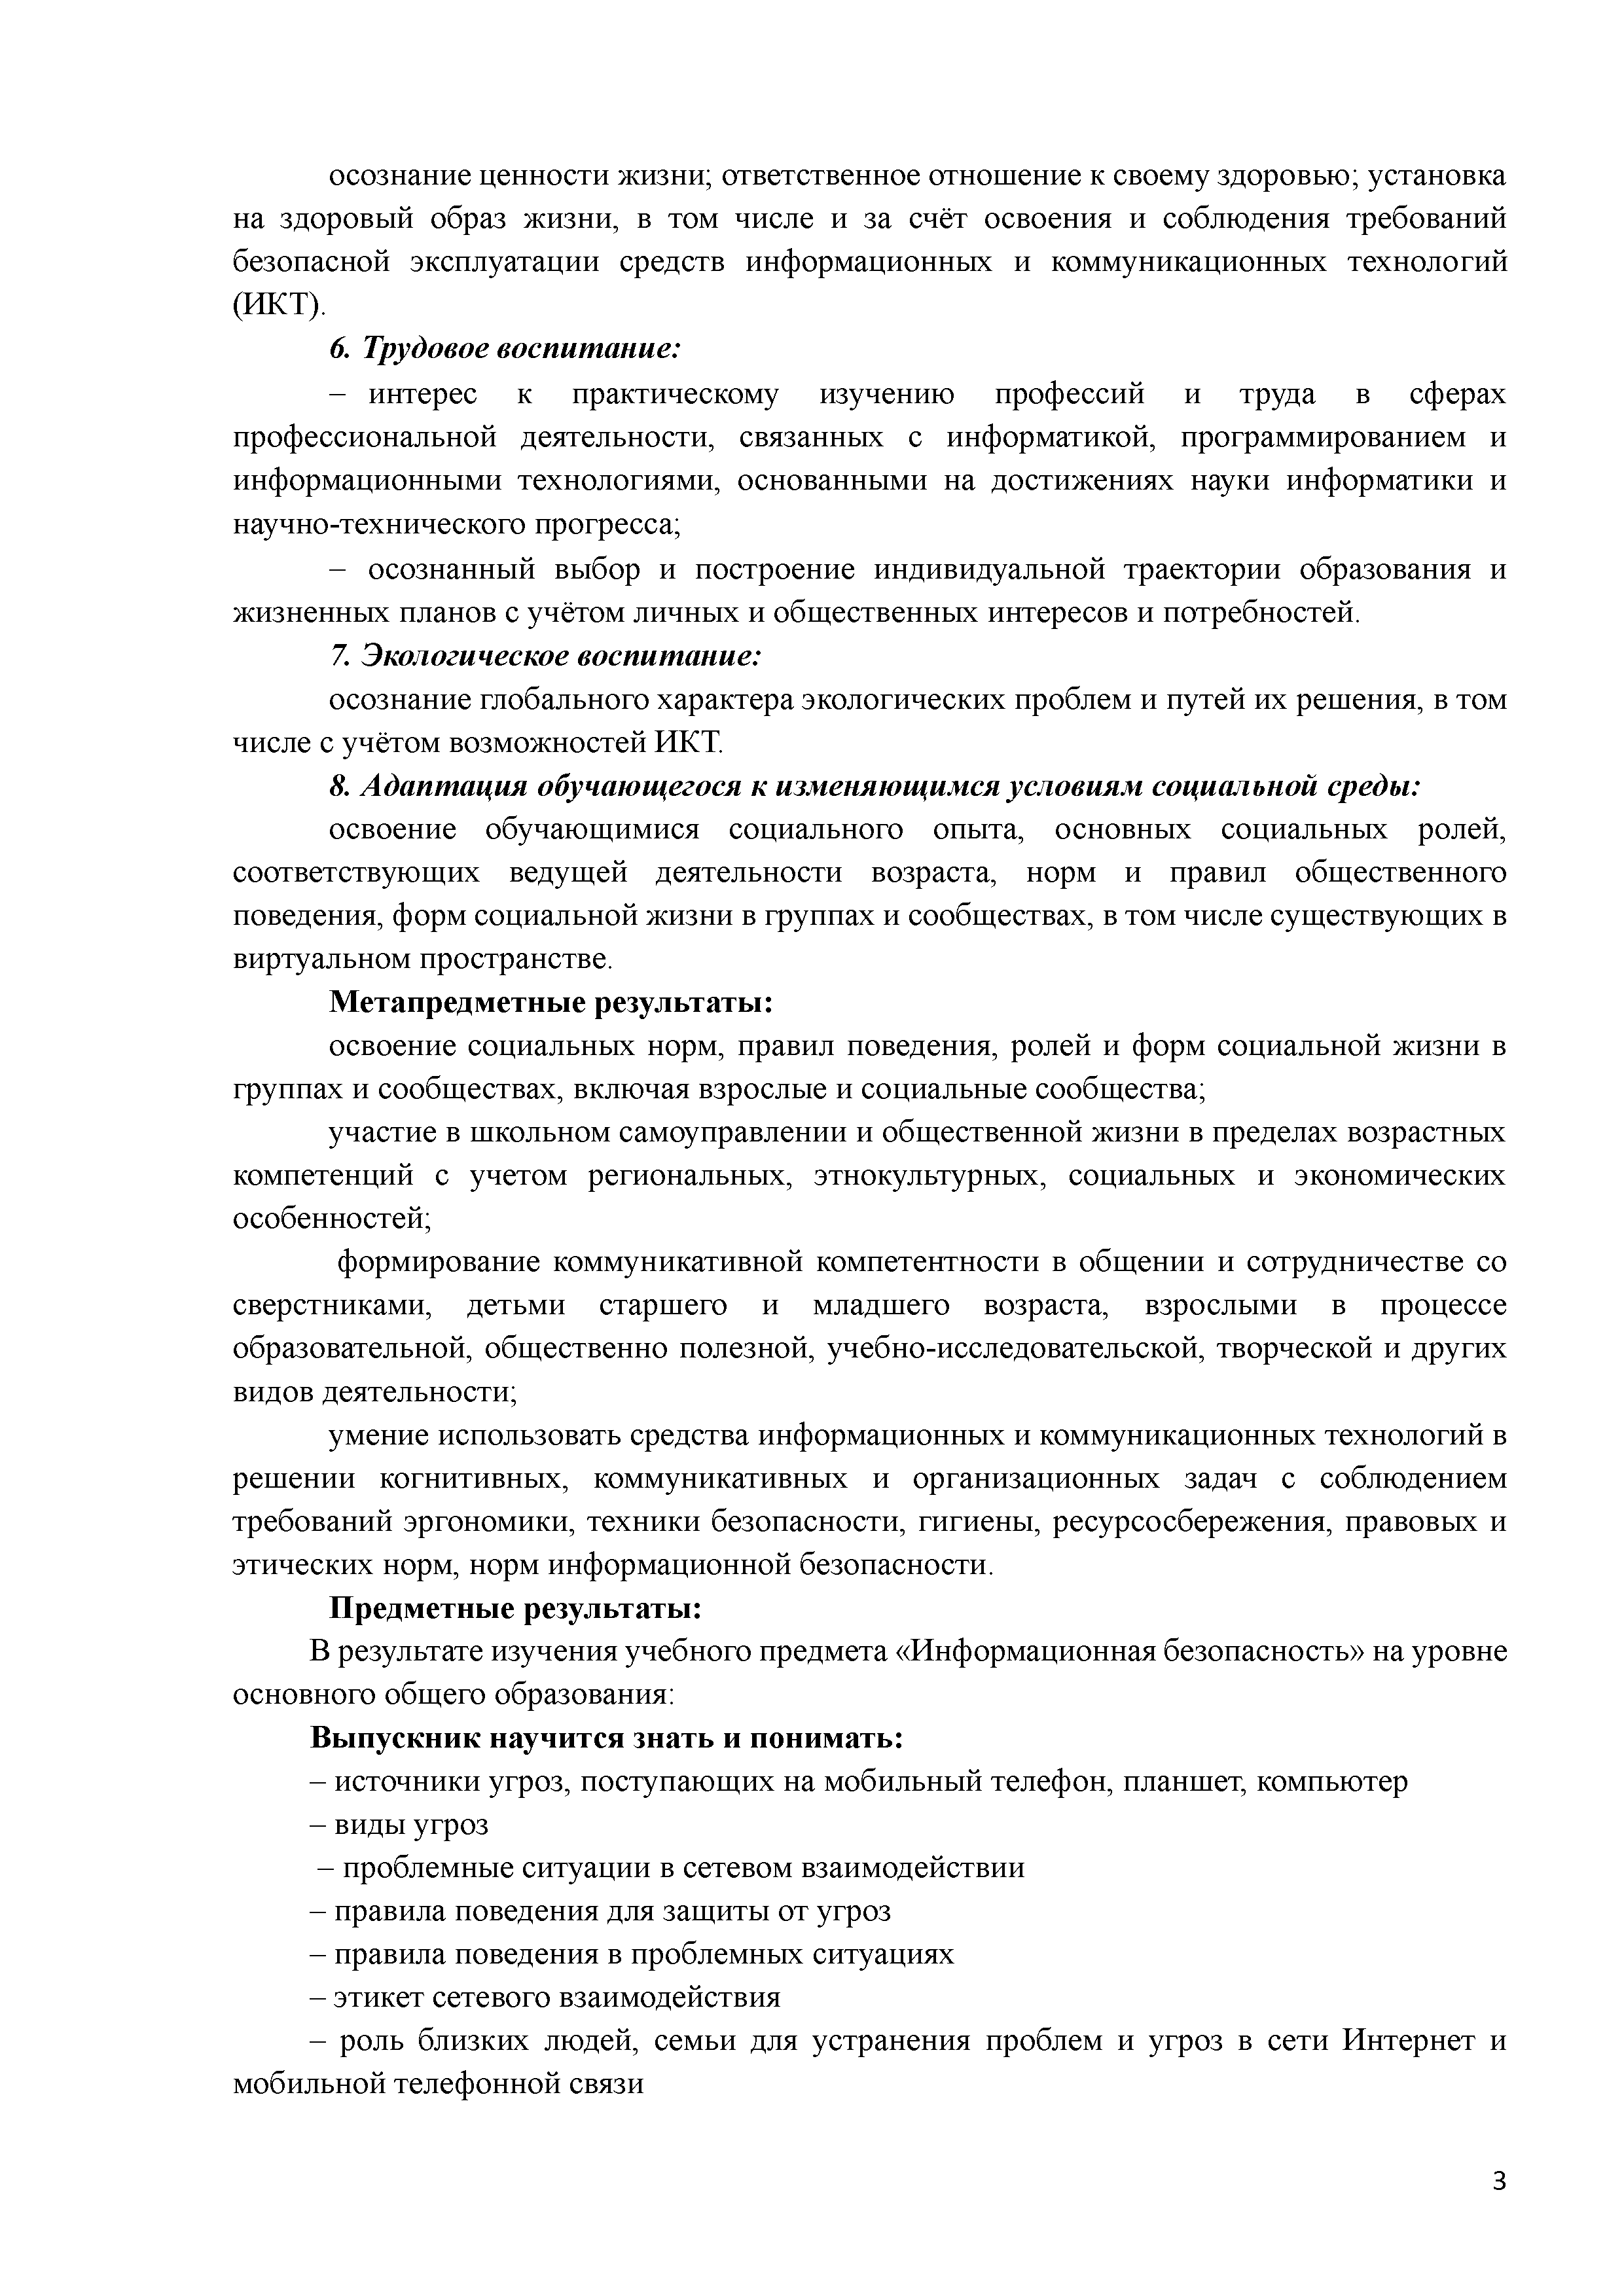 осознание ценности жизни; ответственное отношение к своему здоровью; установка
на здоровый образ жизни, в том числе и за счёт освоения и соблюдения требований
безопасной эксплуатации средств информационных и коммуникационных технологий
(ИКТ).
6. Трудовое воспитание:
– интерес к практическому изучению профессий и труда в сферах
профессиональной деятельности, связанных с информатикой, программированием и
информационными технологиями, основанными на достижениях науки информатики и
научно-технического прогресса;
– осознанный выбор и построение индивидуальной траектории образования и
жизненных планов с учётом личных и общественных интересов и потребностей.
7. Экологическое воспитание:
осознание глобального характера экологических проблем и путей их решения, в том
числе с учётом возможностей ИКТ.
8. Адаптация обучающегося к изменяющимся условиям социальной среды:
освоение обучающимися социального опыта, основных социальных ролей,
соответствующих ведущей деятельности возраста, норм и правил общественного
поведения, форм социальной жизни в группах и сообществах, в том числе существующих в
виртуальном пространстве.
Метапредметные результаты:
освоение социальных норм, правил поведения, ролей и форм социальной жизни в
группах и сообществах, включая взрослые и социальные сообщества;
участие в школьном самоуправлении и общественной жизни в пределах возрастных
компетенций с учетом региональных, этнокультурных, социальных и экономических
особенностей;
формирование коммуникативной компетентности в общении и сотрудничестве со
сверстниками, детьми старшего и младшего возраста, взрослыми в процессе
образовательной, общественно полезной, учебно-исследовательской, творческой и других
видов деятельности;
умение использовать средства информационных и коммуникационных технологий в
решении когнитивных, коммуникативных и организационных задач с соблюдением
требований эргономики, техники безопасности, гигиены, ресурсосбережения, правовых и
этических норм, норм информационной безопасности.
Предметные результаты:
В результате изучения учебного предмета «Информационная безопасность» на уровне
основного общего образования:
Выпускник научится знать и понимать:
– источники угроз, поступающих на мобильный телефон, планшет, компьютер
– виды угроз
– проблемные ситуации в сетевом взаимодействии
– правила поведения для защиты от угроз
– правила поведения в проблемных ситуациях
– этикет сетевого взаимодействия
– роль близких людей, семьи для устранения проблем и угроз в сети Интернет и
мобильной телефонной связи
3